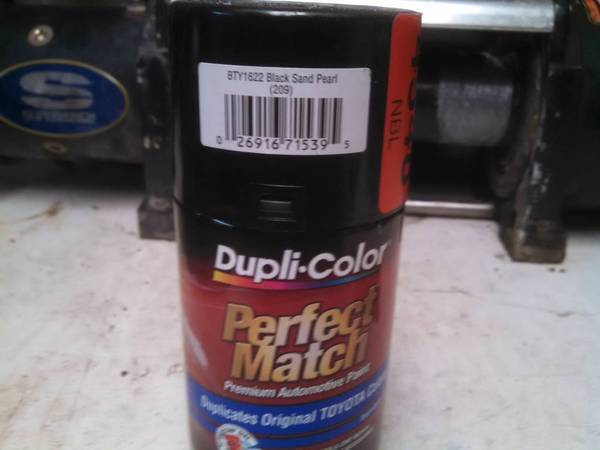 BTY1622 Black Sand Pearl
(209)
0 26916 71539 5
NBL
S
Dupli-Color
Perfect
Match
Premium Automotive Paint
Duplicates Original TOYOTA